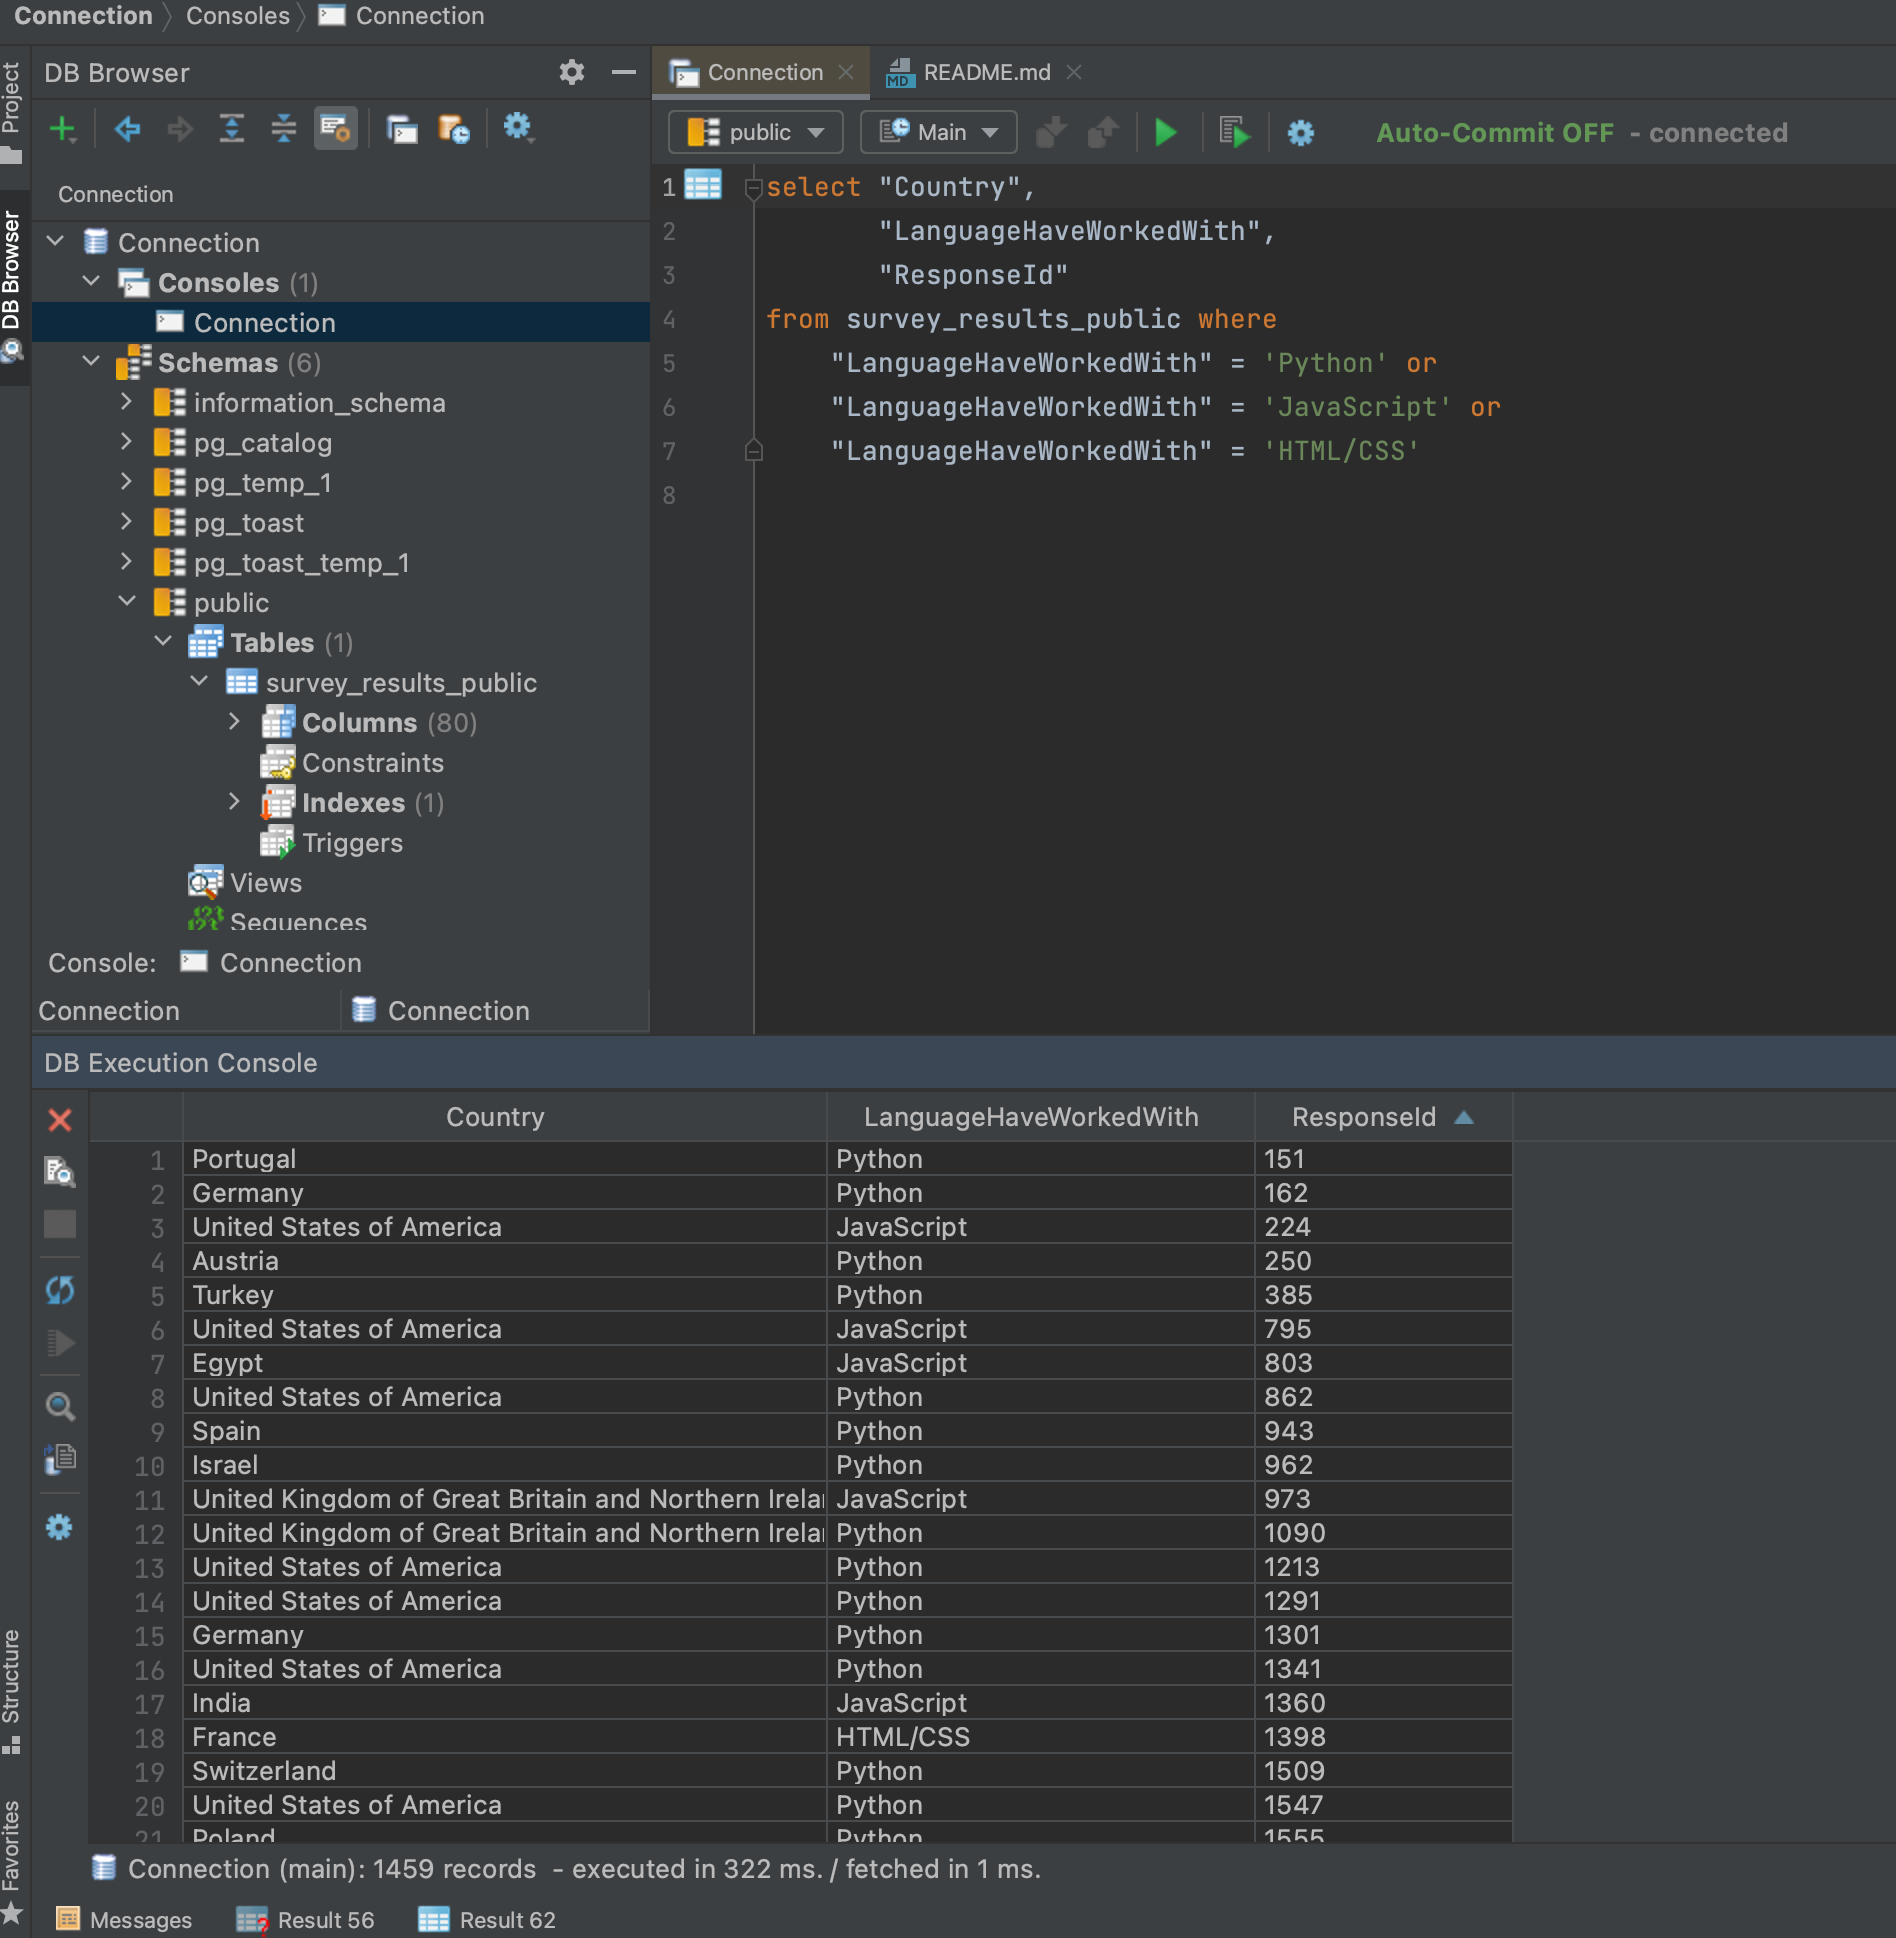 Connection Consoles Connection
Project
DB Browser
Structure
Favorites
DB Browser
Connection
Connection
Consoles (1)
Connection
Schemas (6)
information_schema
pg_catalog
pg_temp_1
pg_toast
pg_toast_temp_1
public
Tables (1)
survey_results_public
Columns (80)
Constraints
Indexes (1)
Triggers
Views
Sequences
Console: Connection
Connection Connection
Connection README.md
public Main Auto-Commit OFF - connected
1 select "Country",
2 "LanguageHaveWorkedWith",
3 "ResponseId"
4 from survey_results_public where
5 "LanguageHaveWorkedWith" = 'Python' or
6 "LanguageHaveWorkedWith" = 'JavaScript' or
7 "LanguageHaveWorkedWith" = 'HTML/CSS'
8
DB Execution Console
Country LanguageHaveWorkedWith ResponseId
1 Portugal Python 151
2 Germany Python 162
3 United States of America JavaScript 224
4 Austria Python 250
5 Turkey Python 385
6 United States of America JavaScript 795
7 Egypt JavaScript 803
8 United States of America Python 862
9 Spain Python 943
10 Israel Python 962
11 United Kingdom of Great Britain and Northern Irela JavaScript 973
12 United Kingdom of Great Britain and Northern Irela Python 1090
13 United States of America Python 1213
14 United States of America Python 1291
15 Germany Python 1301
16 United States of America Python 1341
17 India JavaScript 1360
18 France HTML/CSS 1398
19 Switzerland Python 1509
20 United States of America Python 1547
21 Poland Python 1555
Connection (main): 1459 records - executed in 322 ms. / fetched in 1 ms.
Messages Result 56 Result 62